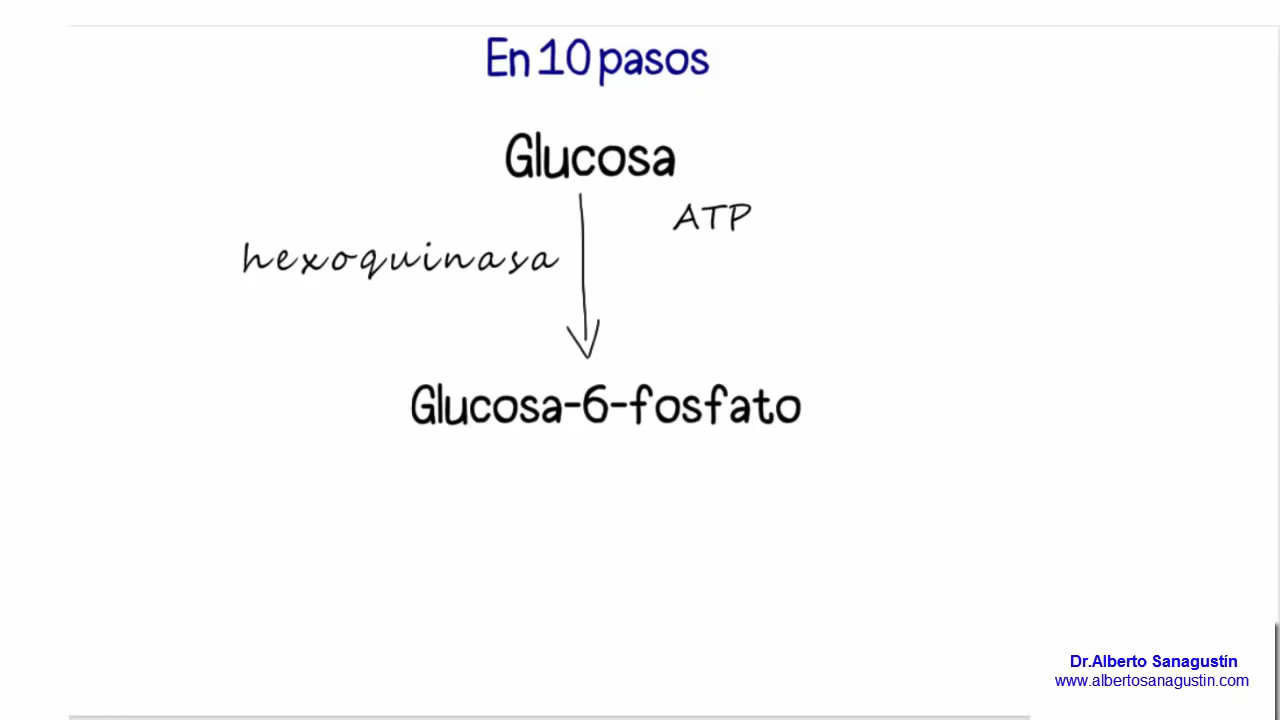 En 10 pasos
Glucosa
ATP
hexoquinasa
Glucosa-6-fosfato
Dr.Alberto Sanagustín
www.albertosanagustin.com